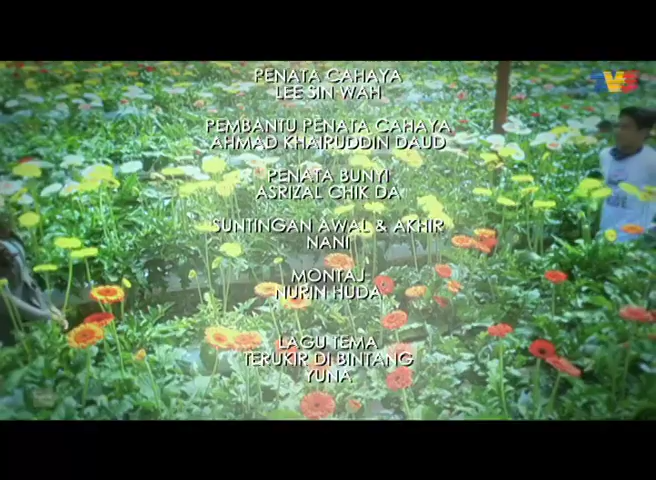 TV3
PENATA CAHAYA
LEE SIN WAH
PEMBANTU PENATA CAHAYA
AHMAD KHAIRUDDIN DAUD
PENATA BUNYI
ASRIZAL CHIK DA
SUNTINGAN AWAL & AKHIR
NANI
MONTAJ
NURIN HUDA
LAGU TEMA
TERUKIR DI BINTANG
YUNA